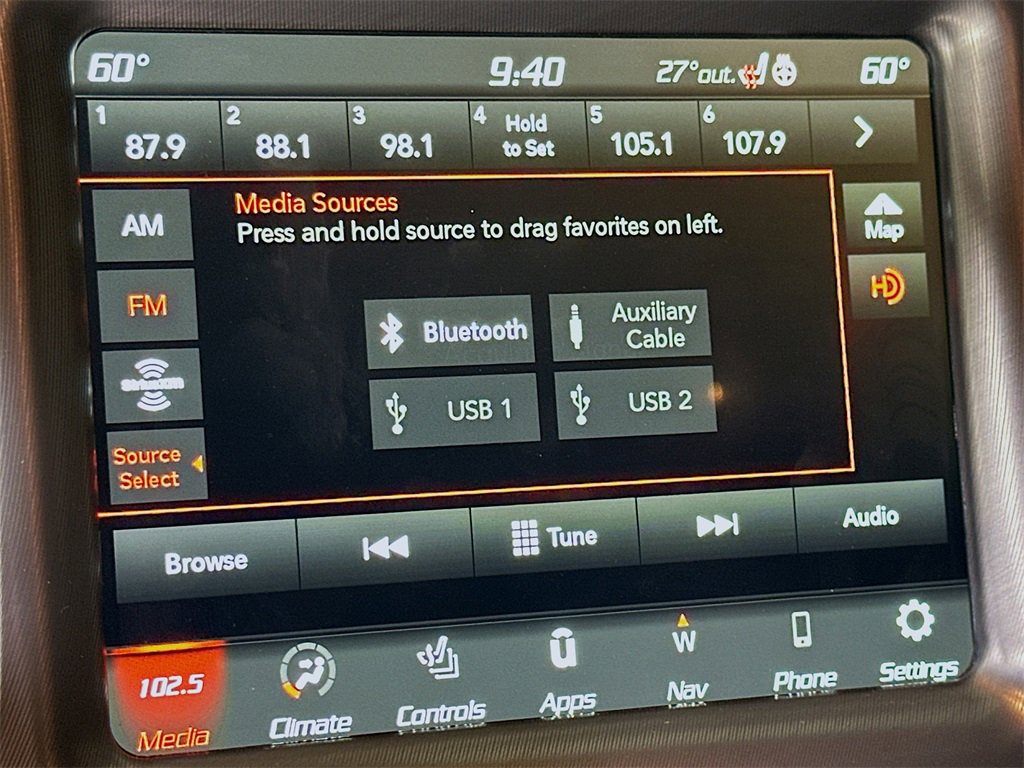 60°
9:40
27°out.
60°
1
87.9
2
88.1
3
98.1
4 Hold
to Set
5
105.1
6
107.9
AM
FM
SiriusXM
Source
Select
Media Sources
Press and hold source to drag favorites on left.
Bluetooth
Auxiliary
Cable
USB 1
USB 2
Map
HD
Browse
Tune
Audio
102.5
Media
Climate
Controls
u
Apps
W
Nav
Phone
Settings